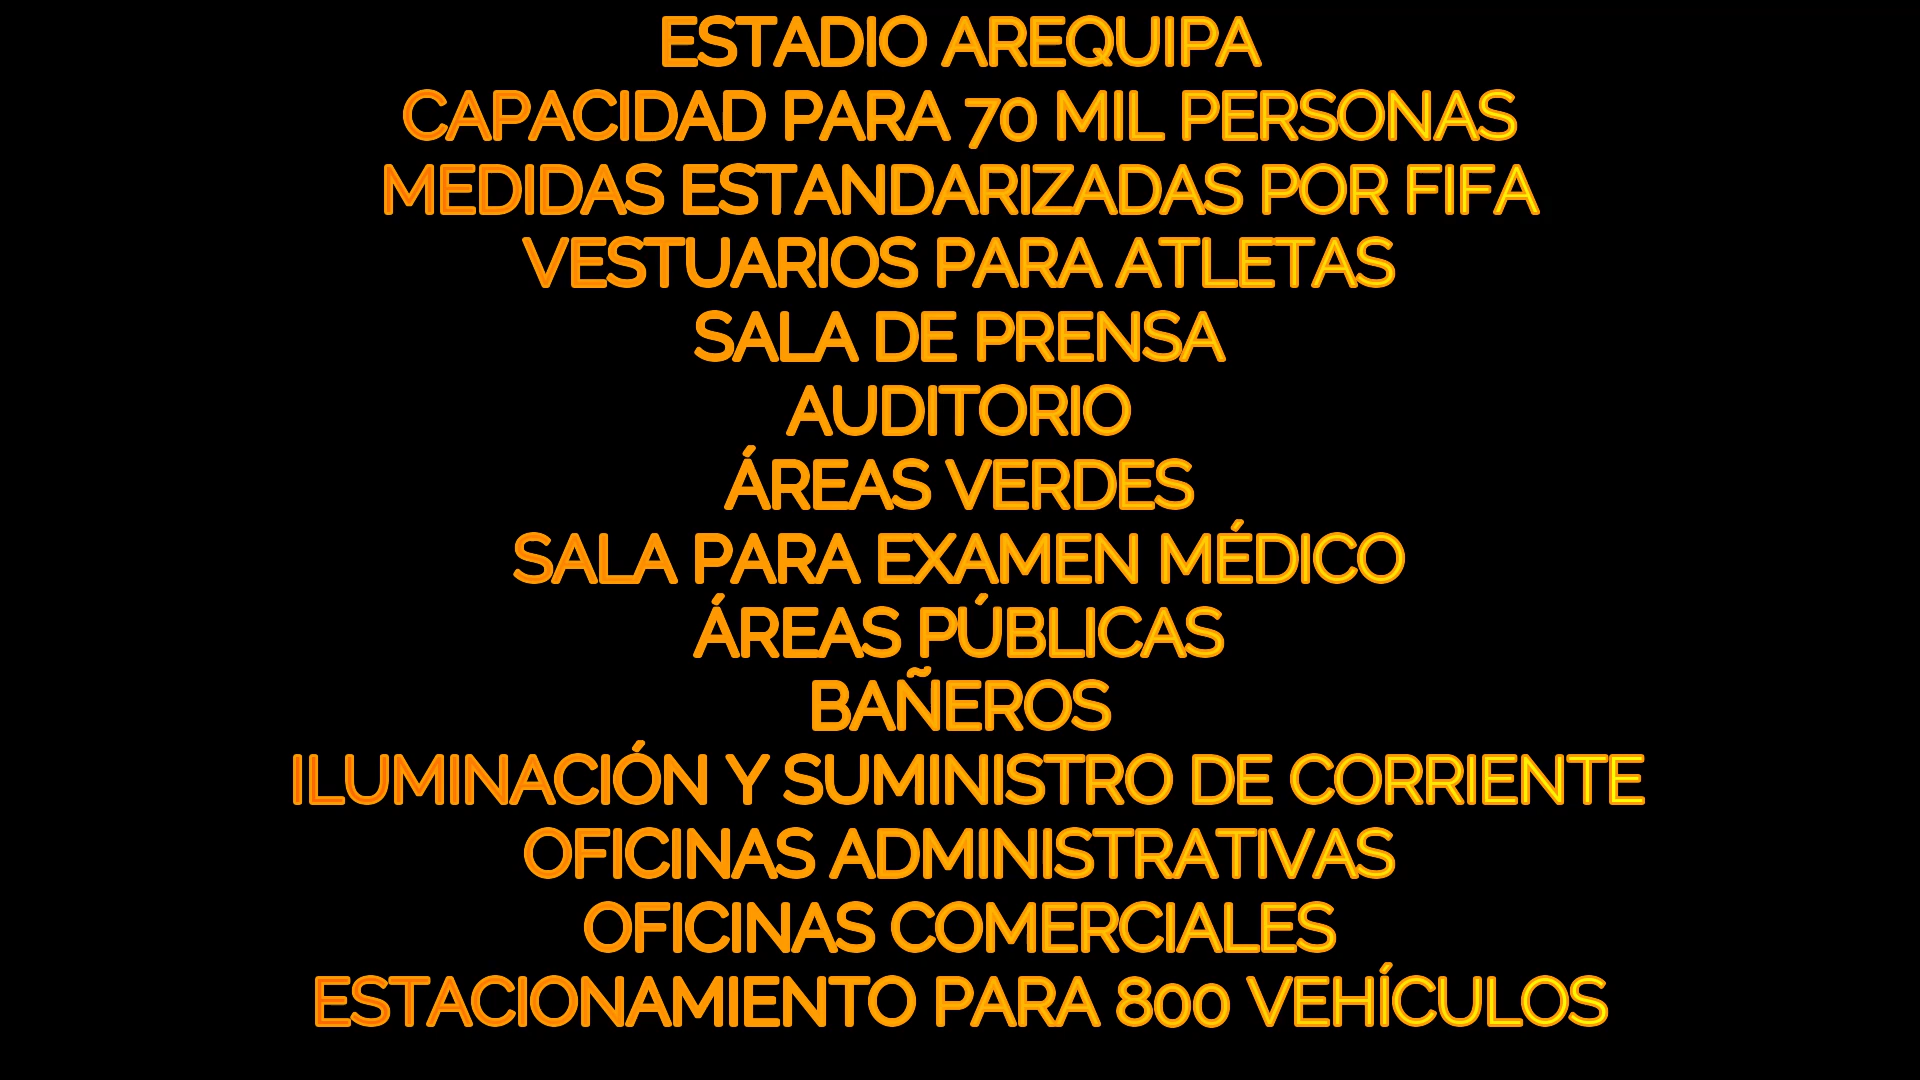 ESTADIO AREQUIPA
CAPACIDAD PARA 70 MIL PERSONAS
MEDIDAS ESTANDARIZADAS POR FIFA
VESTUARIOS PARA ATLETAS
SALA DE PRENSA
AUDITORIO
ÁREAS VERDES
SALA PARA EXAMEN MÉDICO
ÁREAS PÚBLICAS
BAÑEROS
ILUMINACIÓN Y SUMINISTRO DE CORRIENTE
OFICINAS ADMINISTRATIVAS
OFICINAS COMERCIALES
ESTACIONAMIENTO PARA 800 VEHÍCULOS